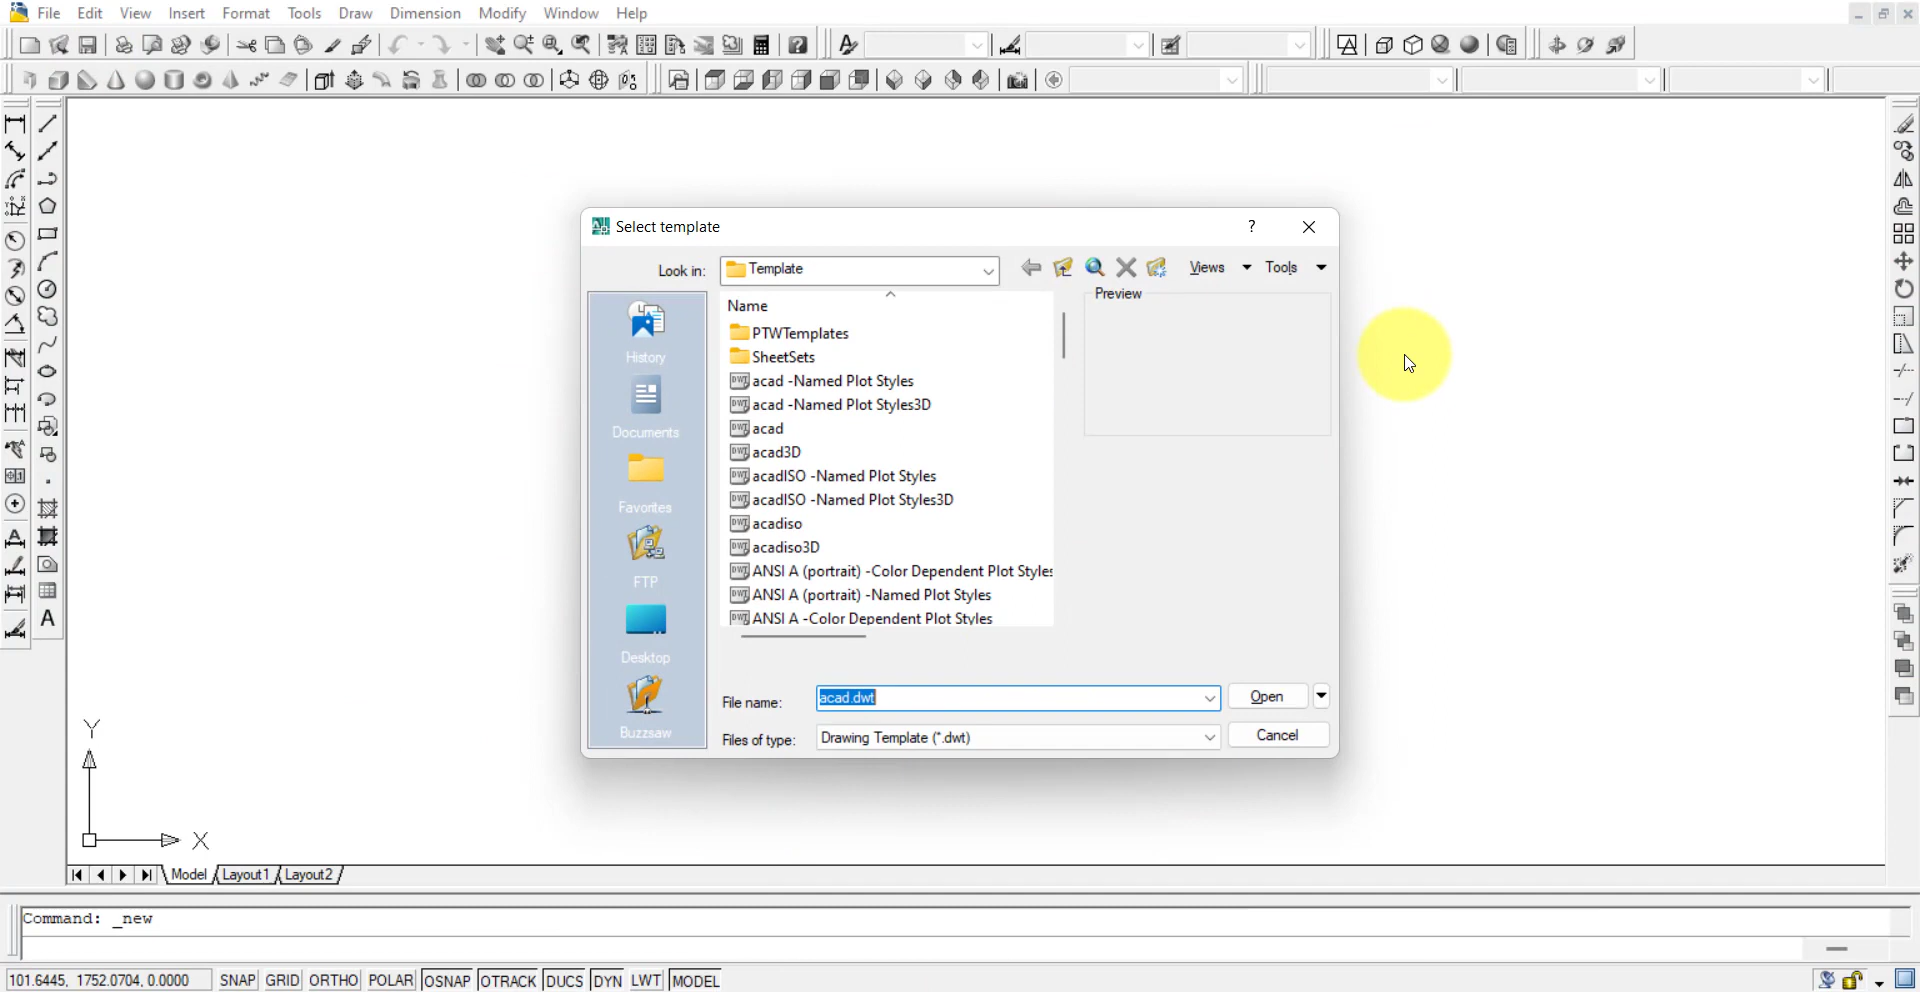 File Edit View Insert Format Tools Draw Dimension Modify Window Help
Select template
?
Look in: Template
Views Tools
Name
Preview
PTWTemplates
SheetSets
acad -Named Plot Styles
acad -Named Plot Styles3D
acad
acad3D
acadISO -Named Plot Styles
acadISO -Named Plot Styles3D
acadiso
acadiso3D
ANSI A (portrait) -Color Dependent Plot Styles
ANSI A (portrait) -Named Plot Styles
ANSI A -Color Dependent Plot Styles
History
Documents
Favorites
FTP
Desktop
Buzzsaw
File name: acad.dwt Open
Files of type: Drawing Template (*.dwt) Cancel
Y
X
Model Layout1 Layout2
Command: _new
101.6445, 1752.0704, 0.0000 SNAP GRID ORTHO POLAR OSNAP OTRACK DUCS DYN LWT MODEL